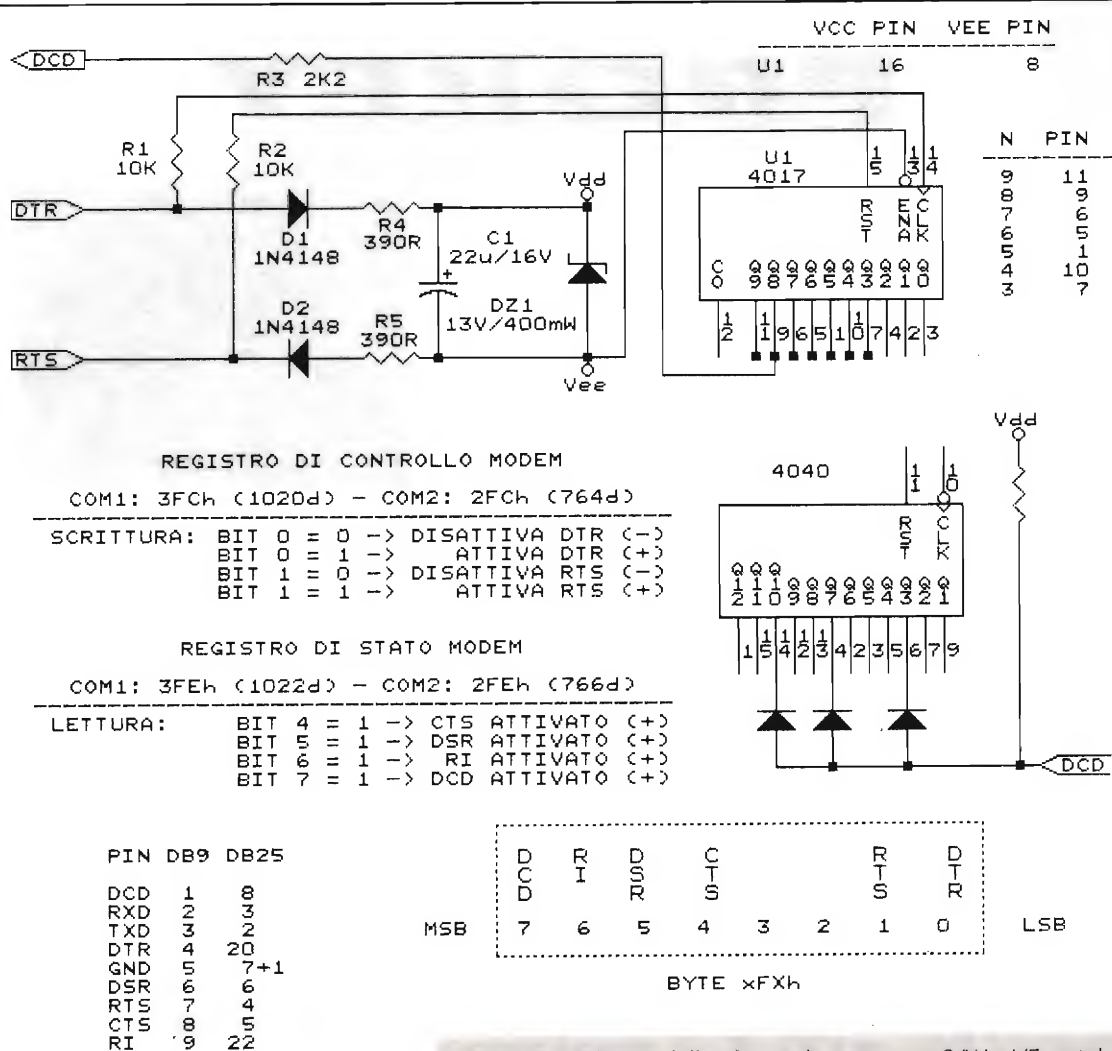 VCC PIN VEE PIN
U1 16 8
DCD
R3 2K2
N PIN
9 11
8 9
7 6
6 5
5 1
4 10
3 7
R1
10K
R2
10K
DTR
D1
1N4148
R4
390R
C1
22u/16V
+
Vdd
DZ1
13V/400mW
D2
1N4148
R5
390R
RTS
Vee
U1
4017
15 13 14
RST ENA CLK
CO Q9 Q8 Q7 Q6 Q5 Q4 Q3 Q2 Q1 Q0
12 11 9 6 5 1 10 7 4 2 3
REGISTRO DI CONTROLLO MODEM
COM1: 3FCh (1020d) - COM2: 2FCh (764d)
SCRITTURA: BIT 0 = 0 -> DISATTIVA DTR (-)
BIT 0 = 1 -> ATTIVA DTR (+)
BIT 1 = 0 -> DISATTIVA RTS (-)
BIT 1 = 1 -> ATTIVA RTS (+)
REGISTRO DI STATO MODEM
COM1: 3FEh (1022d) - COM2: 2FEh (766d)
LETTURA: BIT 4 = 1 -> CTS ATTIVATO (+)
BIT 5 = 1 -> DSR ATTIVATO (+)
BIT 6 = 1 -> RI ATTIVATO (+)
BIT 7 = 1 -> DCD ATTIVATO (+)
Vdd
4040
11 10
RST CLK
Q12 Q11 Q10 Q9 Q8 Q7 Q6 Q5 Q4 Q3 Q2 Q1
1 15 14 12 13 4 2 3 5 6 7 9
DCD
PIN DB9 DB25
DCD 1 8
RXD 2 3
TXD 3 2
DTR 4 20
GND 5 7+1
DSR 6 6
RTS 7 4
CTS 8 5
RI 9 22
DCD RI DSR CTS RTS DTR
MSB 7 6 5 4 3 2 1 0 LSB
BYTE xFXh